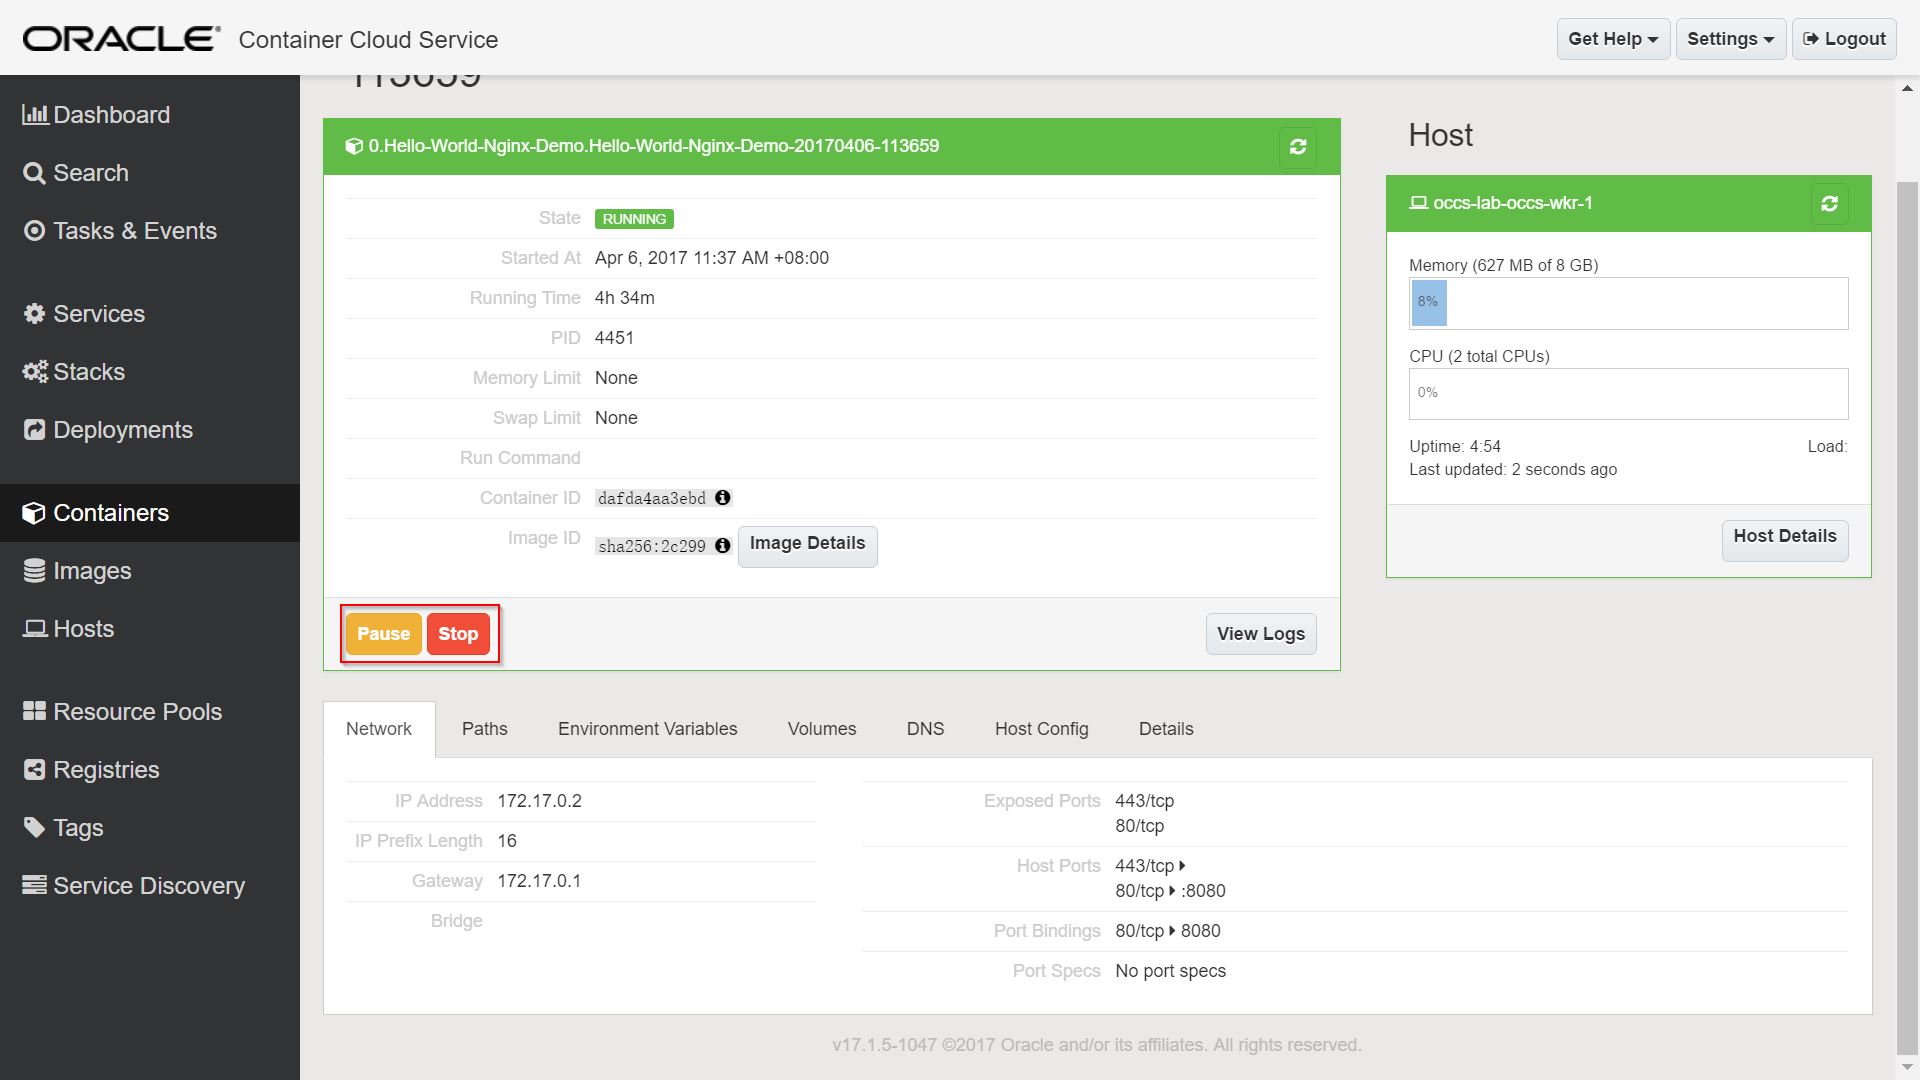 ORACLE® Container Cloud Service
Get Help
Settings
Logout
Dashboard
Search
Tasks & Events
Services
Stacks
Deployments
Containers
Images
Hosts
Resource Pools
Registries
Tags
Service Discovery
113659
0.Hello-World-Nginx-Demo.Hello-World-Nginx-Demo-20170406-113659
State RUNNING
Started At Apr 6, 2017 11:37 AM +08:00
Running Time 4h 34m
PID 4451
Memory Limit None
Swap Limit None
Run Command
Container ID dafda4aa3ebd
Image ID sha256:2c299 Image Details
Pause Stop
View Logs
Host
occs-lab-occs-wkr-1
Memory (627 MB of 8 GB)
8%
CPU (2 total CPUs)
0%
Uptime: 4:54 Load:
Last updated: 2 seconds ago
Host Details
Network Paths Environment Variables Volumes DNS Host Config Details
IP Address 172.17.0.2
IP Prefix Length 16
Gateway 172.17.0.1
Bridge
Exposed Ports 443/tcp
80/tcp
Host Ports 443/tcp
80/tcp :8080
Port Bindings 80/tcp 8080
Port Specs No port specs
v17.1.5-1047 ©2017 Oracle and/or its affiliates. All rights reserved.